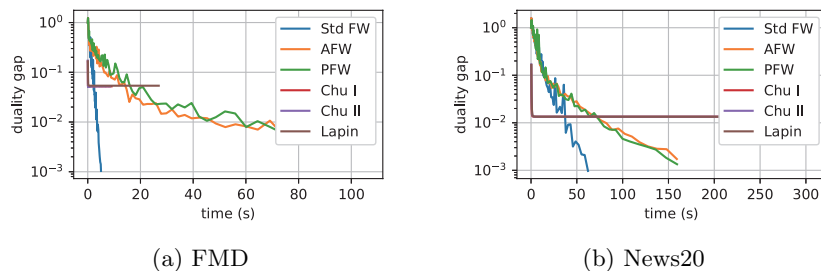 duality gap
10⁰
10⁻¹
10⁻²
10⁻³
0 20 40 60 80 100
time (s)
Std FW
AFW
PFW
Chu I
Chu II
Lapin
(a) FMD
duality gap
10⁰
10⁻¹
10⁻²
10⁻³
0 50 100 150 200 250 300
time (s)
Std FW
AFW
PFW
Chu I
Chu II
Lapin
(b) News20